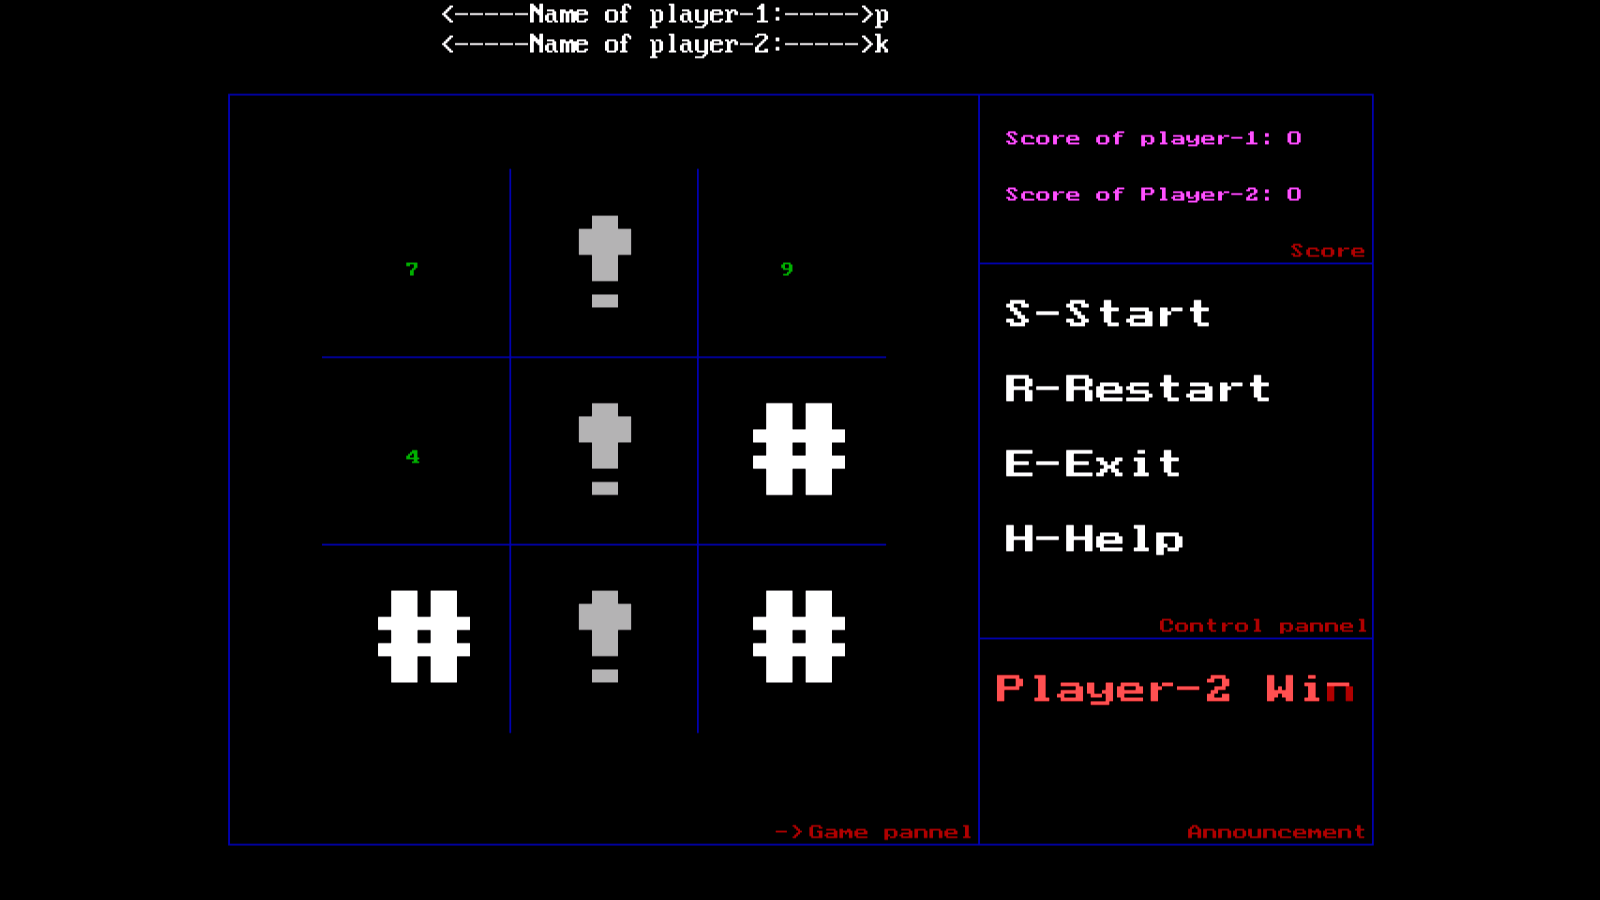 <-----Name of player-1:----->p
<-----Name of player-2:----->k
Score of player-1: 0
Score of Player-2: 0
Score
7 ! 9
4 ! #
# ! #
S-Start
R-Restart
E-Exit
H-Help
Control pannel
Player-2 Win
->Game pannel
Announcement